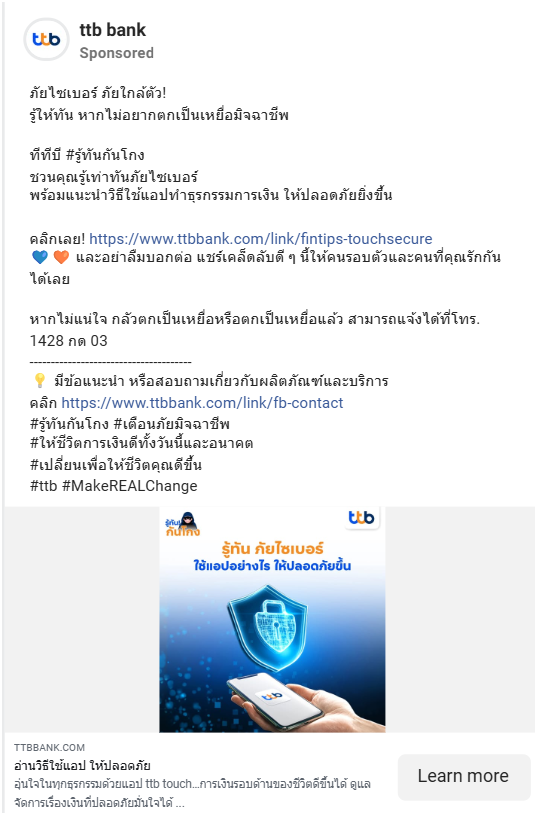 ttb
ttb bank
Sponsored
ภัยไซเบอร์ ภัยใกล้ตัว!
รู้ให้ทัน หากไม่อยากตกเป็นเหยื่อมิจฉาชีพ
ทีทีบี #รู้ทันกันโกง
ชวนคุณรู้เท่าทันภัยไซเบอร์
พร้อมแนะนำวิธีใช้แอปทำธุรกรรมการเงิน ให้ปลอดภัยยิ่งขึ้น
คลิกเลย! https://www.ttbbank.com/link/fintips-touchsecure
💙 🧡 และอย่าลืมบอกต่อ แชร์เคล็ดลับดี ๆ นี้ให้คนรอบตัวและคนที่คุณรักกัน
ได้เลย
หากไม่แน่ใจ กลัวตกเป็นเหยื่อหรือตกเป็นเหยื่อแล้ว สามารถแจ้งได้ที่โทร.
1428 กด 03
--------------------------------------
💡 มีข้อแนะนำ หรือสอบถามเกี่ยวกับผลิตภัณฑ์และบริการ
คลิก https://www.ttbbank.com/link/fb-contact
#รู้ทันกันโกง #เตือนภัยมิจฉาชีพ
#ให้ชีวิตการเงินดีทั้งวันนี้และอนาคต
#เปลี่ยนเพื่อให้ชีวิตคุณดีขึ้น
#ttb #MakeREALChange
รู้ทัน!
กันโกง
ttb
รู้ทัน ภัยไซเบอร์
ใช้แอปอย่างไร ให้ปลอดภัยขึ้น
ttb
TTBBANK.COM
อ่านวิธีใช้แอป ให้ปลอดภัย
อุ่นใจในทุกธุรกรรมด้วยแอป ttb touch...การเงินรอบด้านของชีวิตดีขึ้นได้ ดูแล
จัดการเรื่องเงินที่ปลอดภัยมั่นใจได้ ...
Learn more